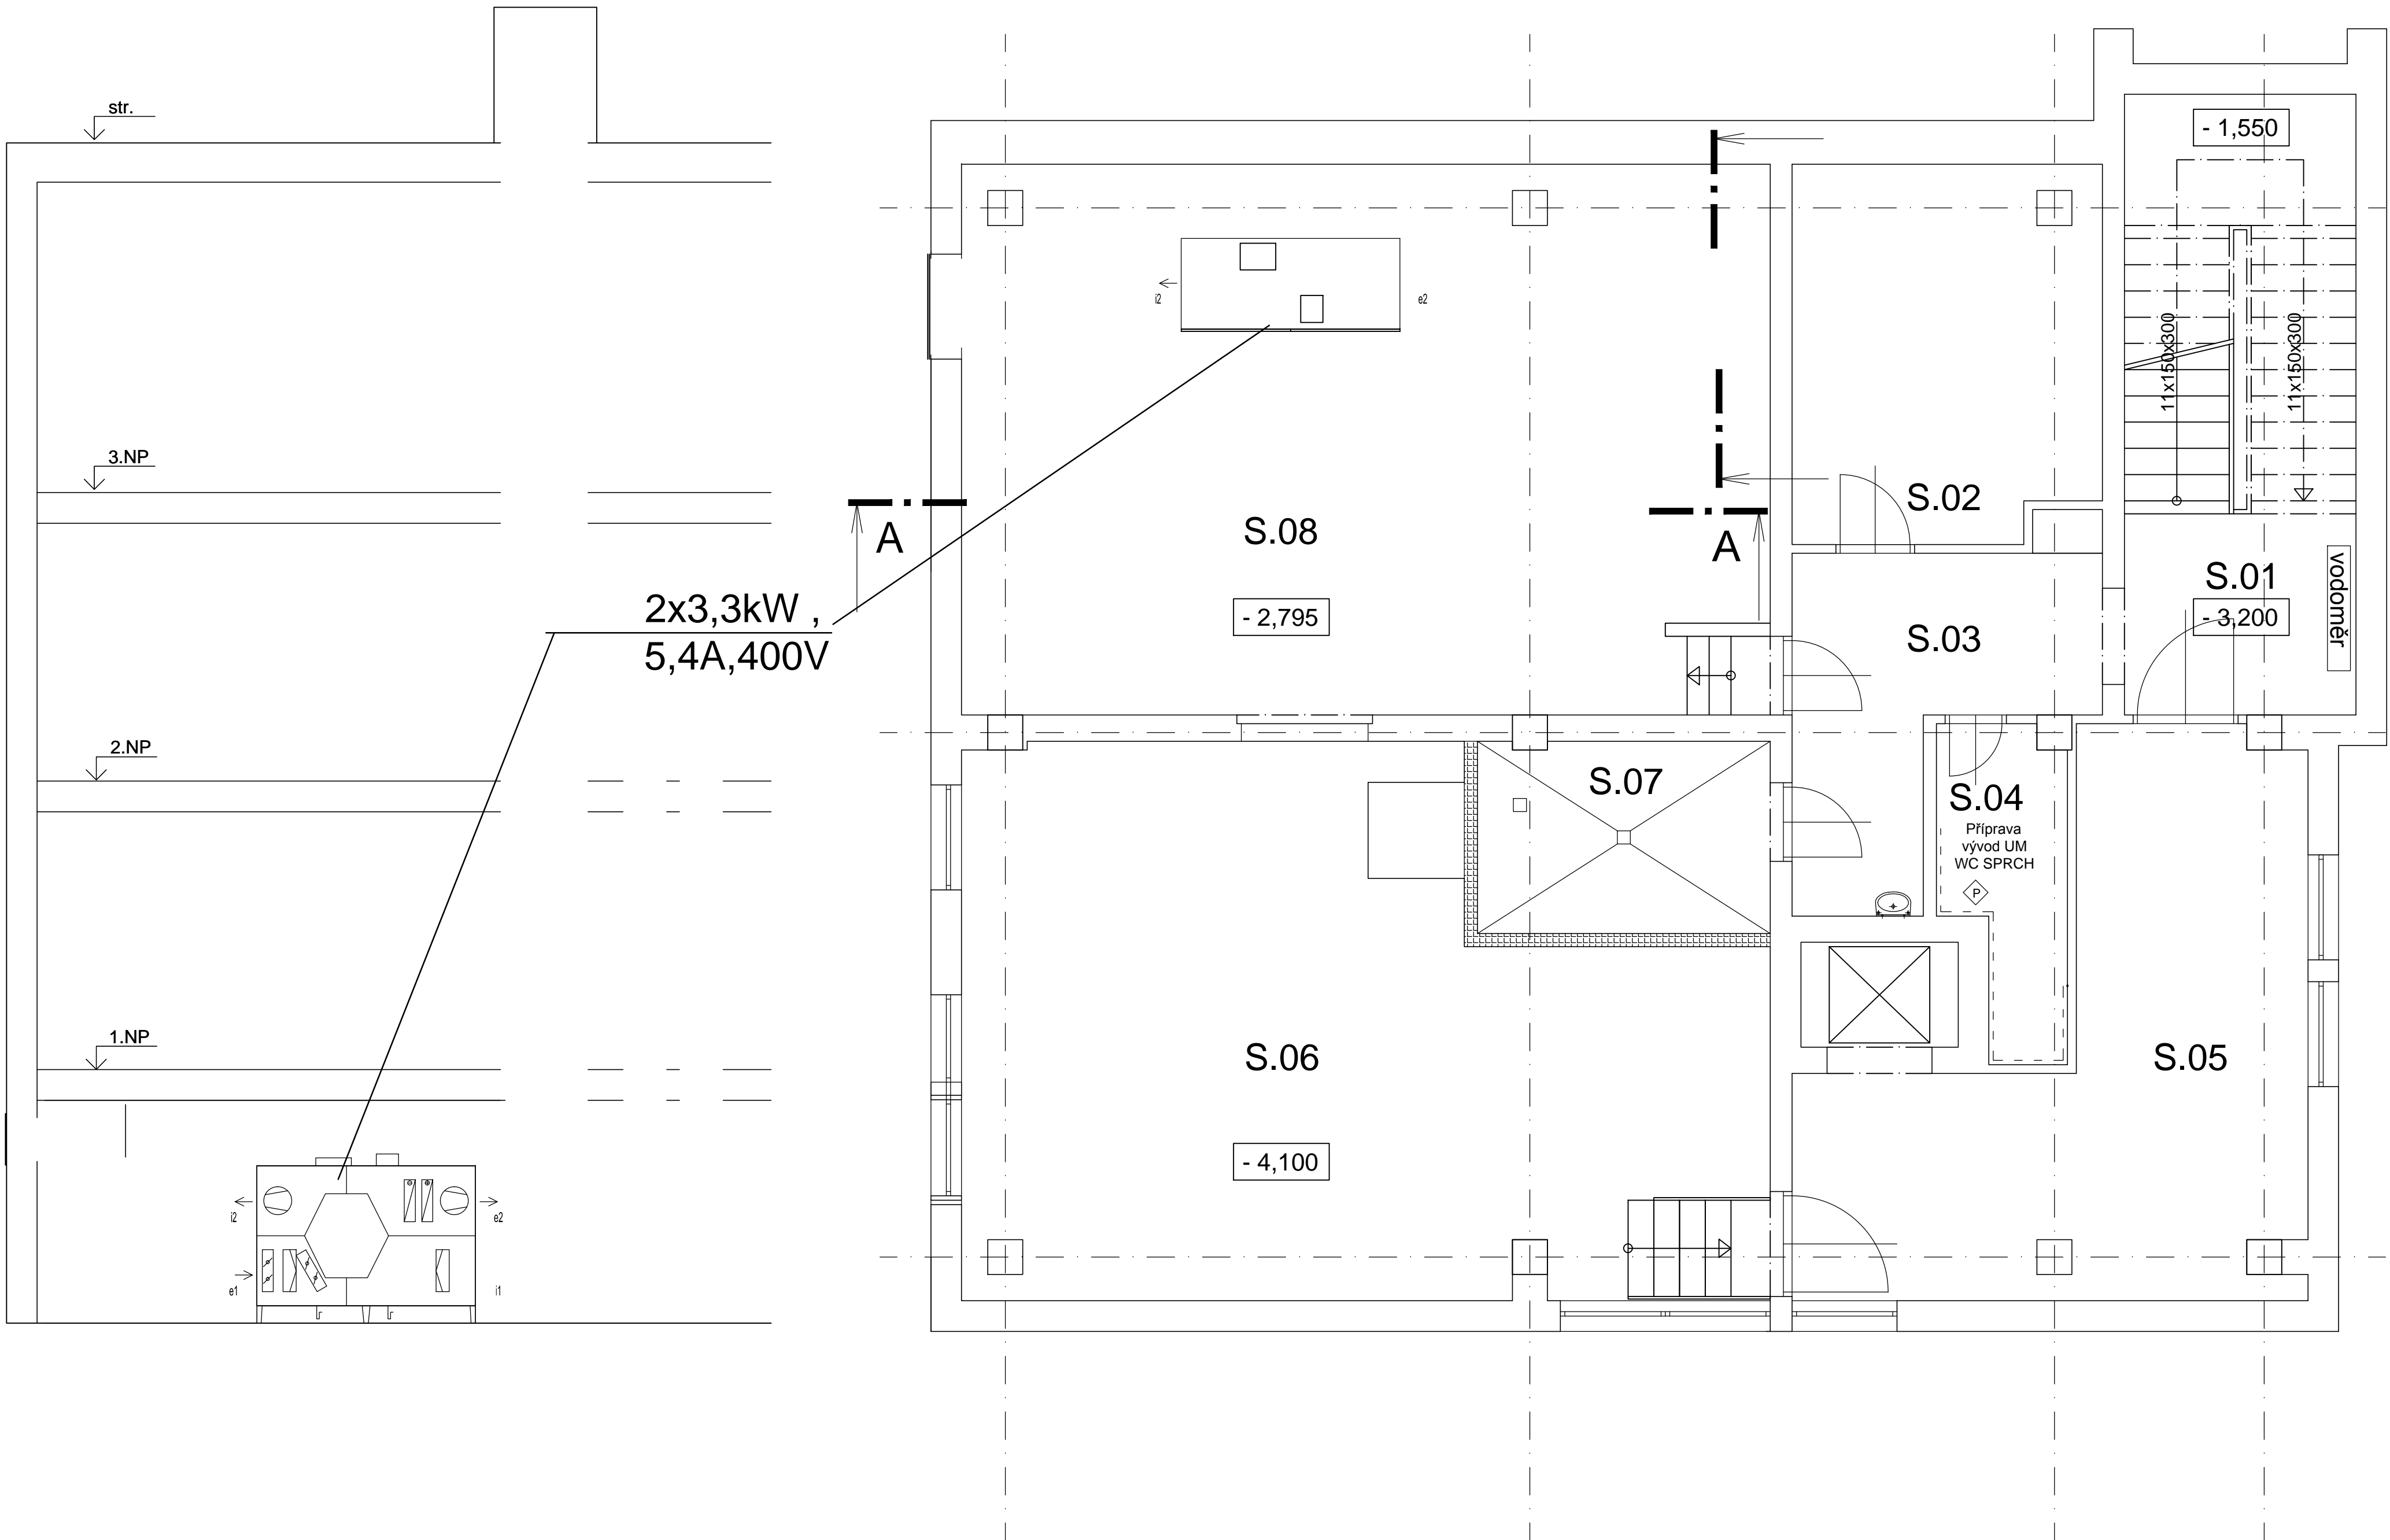 str.
3.NP
2.NP
1.NP
i2
e2
e1
i1
2x3,3kW ,
5,4A,400V
A
A
i2
e2
S.08
- 2,795
S.02
- 1,550
11x150x300
11x150x300
S.01
- 3,200
vodoměr
S.03
S.07
S.04
Příprava
vývod UM
WC SPRCH
P
S.06
- 4,100
S.05